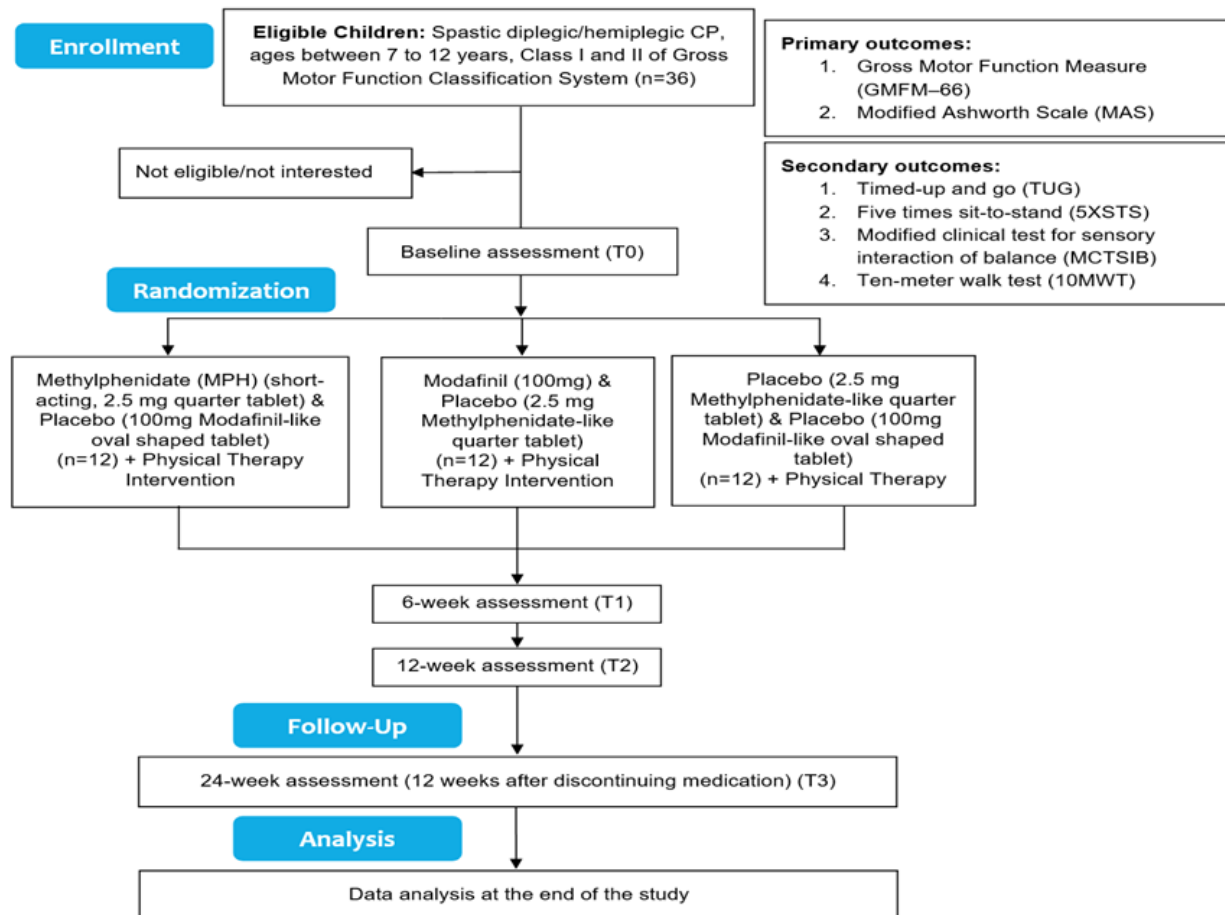 Enrollment
Eligible Children: Spastic diplegic/hemiplegic CP,
ages between 7 to 12 years, Class I and II of Gross
Motor Function Classification System (n=36)
Primary outcomes:
1. Gross Motor Function Measure
(GMFM–66)
2. Modified Ashworth Scale (MAS)
Not eligible/not interested
Secondary outcomes:
1. Timed-up and go (TUG)
2. Five times sit-to-stand (5XSTS)
3. Modified clinical test for sensory
interaction of balance (MCTSIB)
4. Ten-meter walk test (10MWT)
Baseline assessment (T0)
Randomization
Methylphenidate (MPH) (short-
acting, 2.5 mg quarter tablet) &
Placebo (100mg Modafinil-like
oval shaped tablet)
(n=12) + Physical Therapy
Intervention
Modafinil (100mg) &
Placebo (2.5 mg
Methylphenidate-like
quarter tablet)
(n=12) + Physical
Therapy Intervention
Placebo (2.5 mg
Methylphenidate-like quarter
tablet) & Placebo (100mg
Modafinil-like oval shaped
tablet)
(n=12) + Physical Therapy
6-week assessment (T1)
12-week assessment (T2)
Follow-Up
24-week assessment (12 weeks after discontinuing medication) (T3)
Analysis
Data analysis at the end of the study